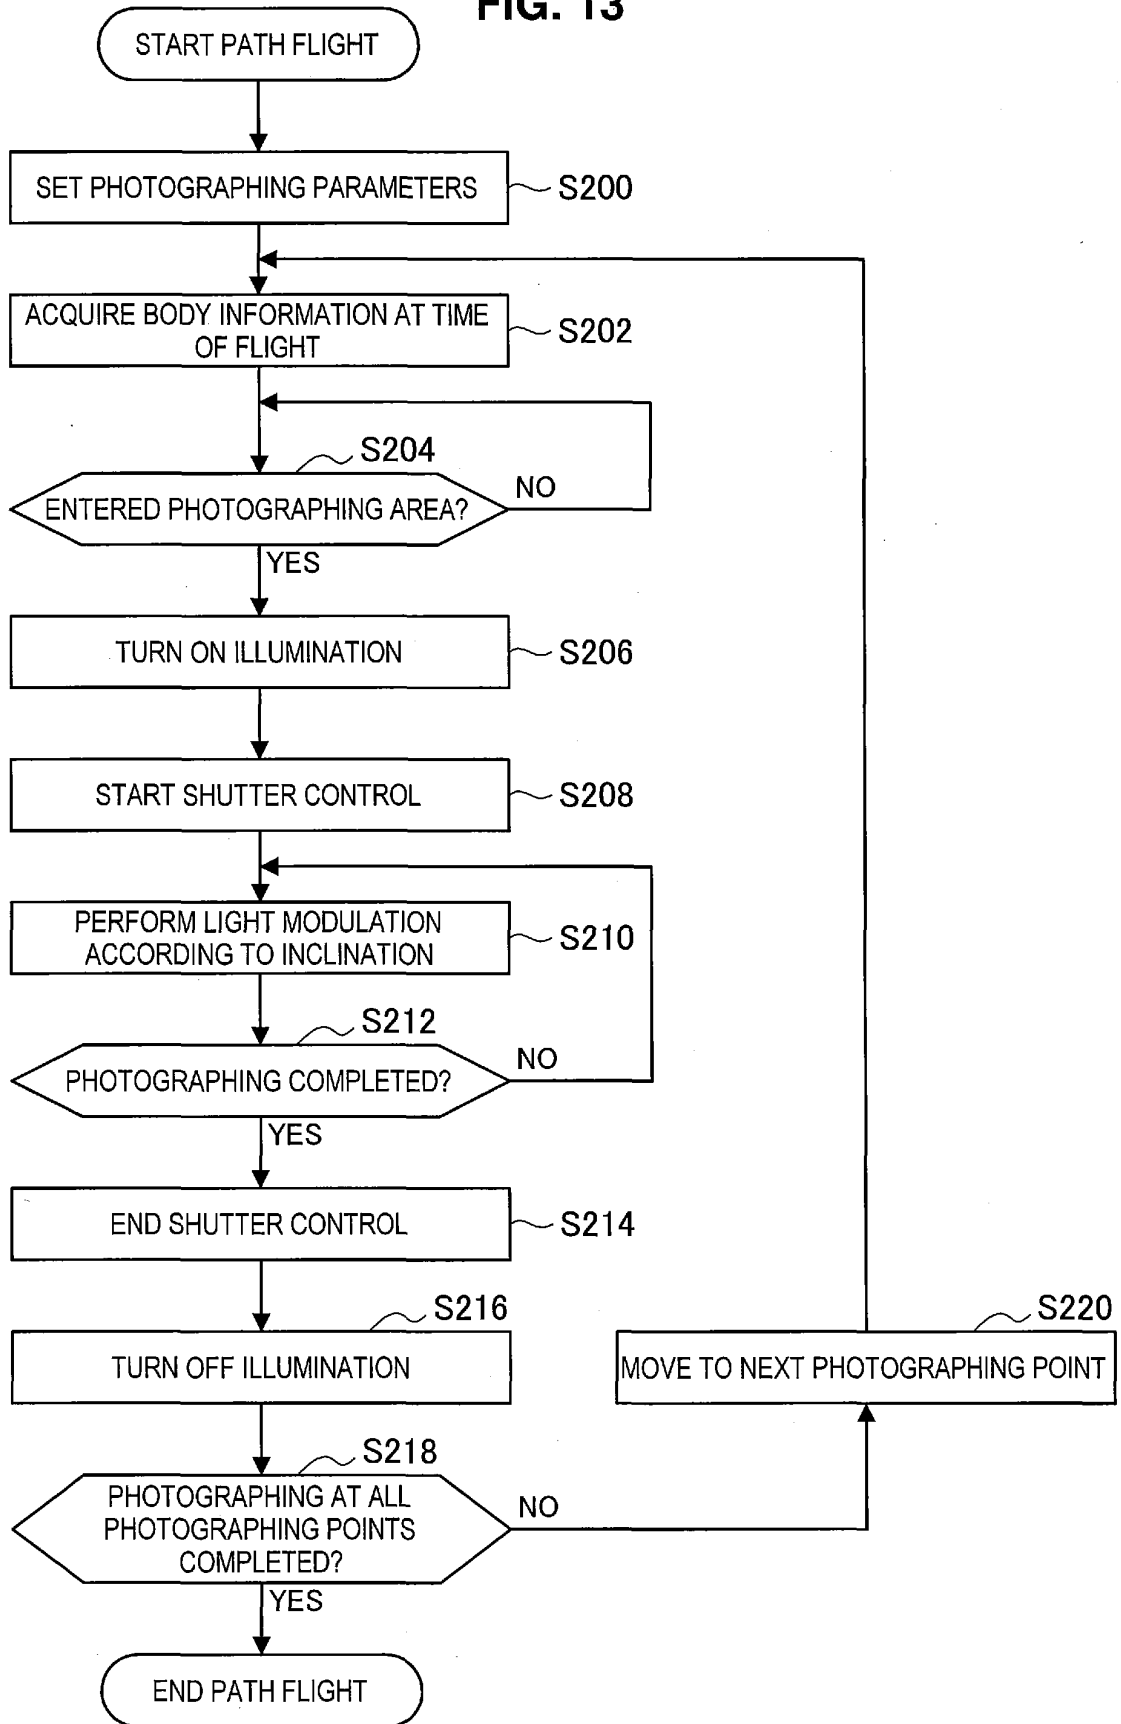 FIG. 13
START PATH FLIGHT
SET PHOTOGRAPHING PARAMETERS
S200
ACQUIRE BODY INFORMATION AT TIME
OF FLIGHT
S202
S204
ENTERED PHOTOGRAPHING AREA?
NO
YES
TURN ON ILLUMINATION
S206
START SHUTTER CONTROL
S208
PERFORM LIGHT MODULATION
ACCORDING TO INCLINATION
S210
S212
PHOTOGRAPHING COMPLETED?
NO
YES
END SHUTTER CONTROL
S214
S216
TURN OFF ILLUMINATION
S220
MOVE TO NEXT PHOTOGRAPHING POINT
S218
PHOTOGRAPHING AT ALL
PHOTOGRAPHING POINTS
COMPLETED?
NO
YES
END PATH FLIGHT